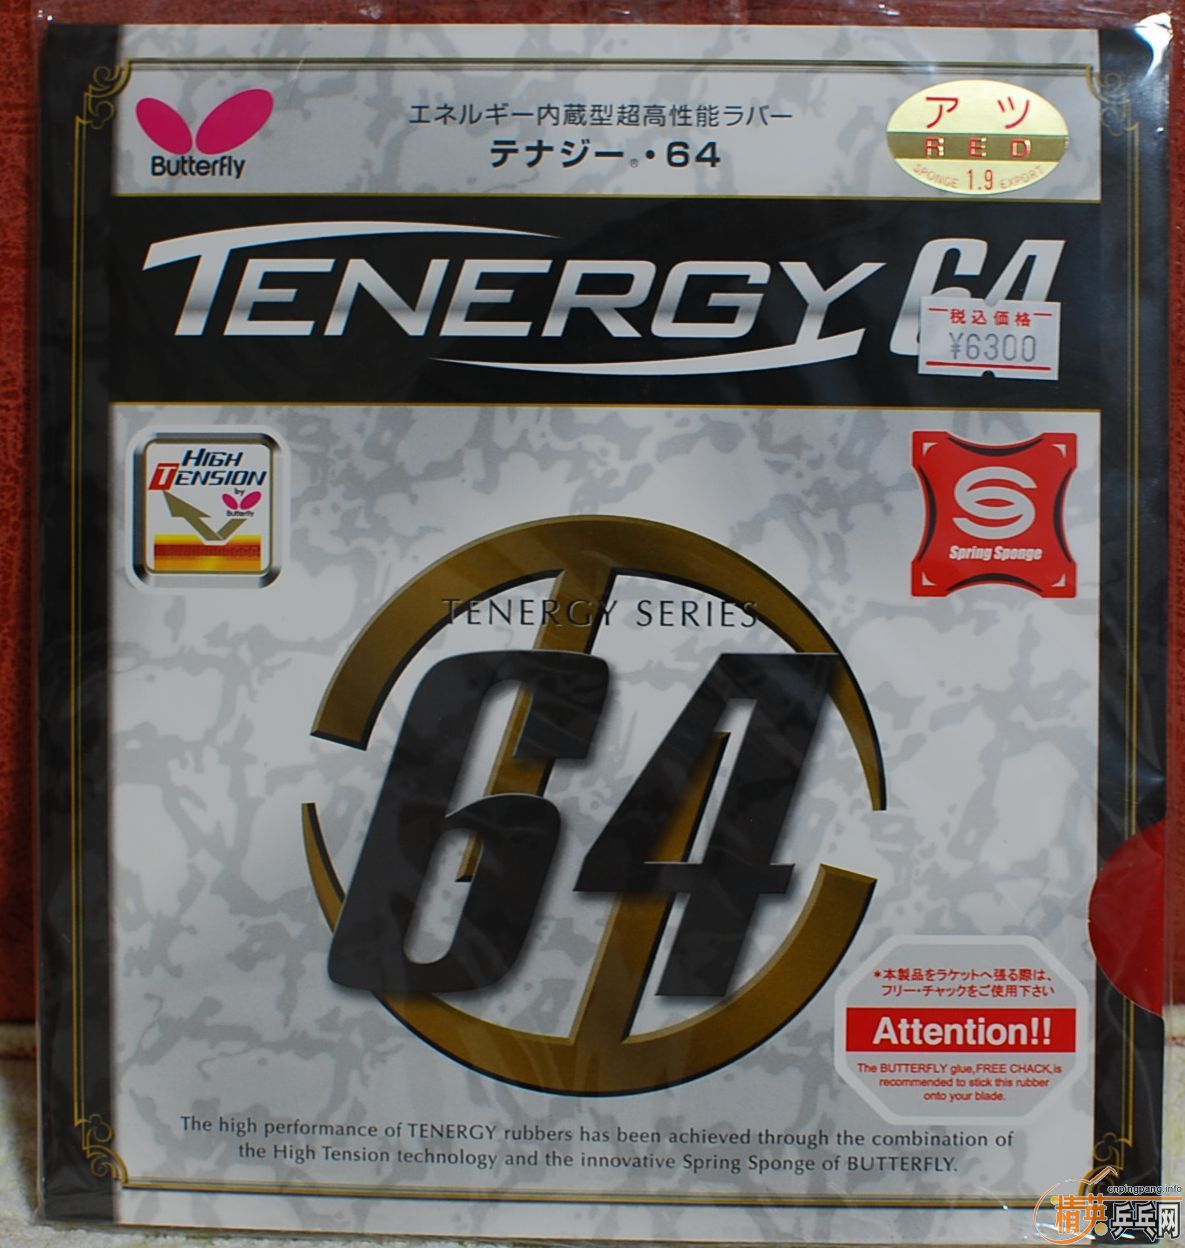 Butterfly
エネルギー内蔵型超高性能ラバー
テナジー®・64
アツ
RED
SPONGE 1.9 EXPORT
TENERGY 64
税込価格
¥6300
HIGH
TENSION
by
Butterfly
Spring Sponge
TENERGY SERIES
64
*本製品をラケットへ張る際は、
フリー・チャックをご使用下さい
Attention!!
The BUTTERFLY glue, FREE CHACK, is
recommended to stick this rubber
onto your blade.
The high performance of TENERGY rubbers has been achieved through the combination of
the High Tension technology and the innovative Spring Sponge of BUTTERFLY.
cnpingpang.info
精英乒乓网